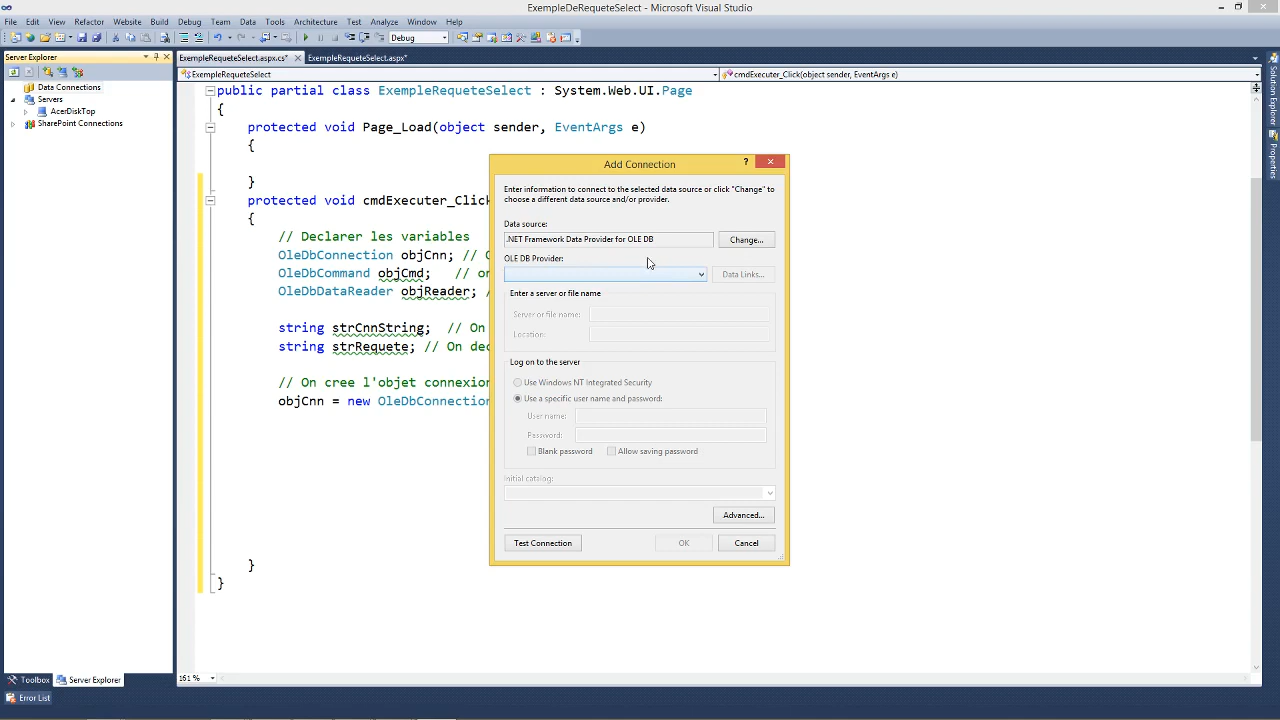 ExempleDeRequeteSelect - Microsoft Visual Studio
File Edit View Refactor Website Build Debug Team Data Tools Architecture Test Analyze Window Help
Debug
Server Explorer
ExempleRequeteSelect.aspx.cs*
ExempleRequeteSelect.aspx*
ExempleRequeteSelect
cmdExecuter_Click(object sender, EventArgs e)
Data Connections
Servers
AcerDiskTop
SharePoint Connections
public partial class ExempleRequeteSelect : System.Web.UI.Page
{
protected void Page_Load(object sender, EventArgs e)
{
}
protected void cmdExecuter_Click
{
// Declarer les variables
OleDbConnection objCnn; //
OleDbCommand objCmd; // on
OleDbDataReader objReader; /
string strCnnString; // On
string strRequete; // On dec
// On cree l'objet connexion
objCnn = new OleDbConnection
}
}
Add Connection
?
Enter information to connect to the selected data source or click "Change" to
choose a different data source and/or provider.
Data source:
.NET Framework Data Provider for OLE DB
Change...
OLE DB Provider:
Data Links...
Enter a server or file name
Server or file name:
Location:
Log on to the server
Use Windows NT Integrated Security
Use a specific user name and password:
User name:
Password:
Blank password
Allow saving password
Initial catalog:
Advanced...
Test Connection
OK
Cancel
161 %
Toolbox
Server Explorer
Error List
Solution Explorer
Properties